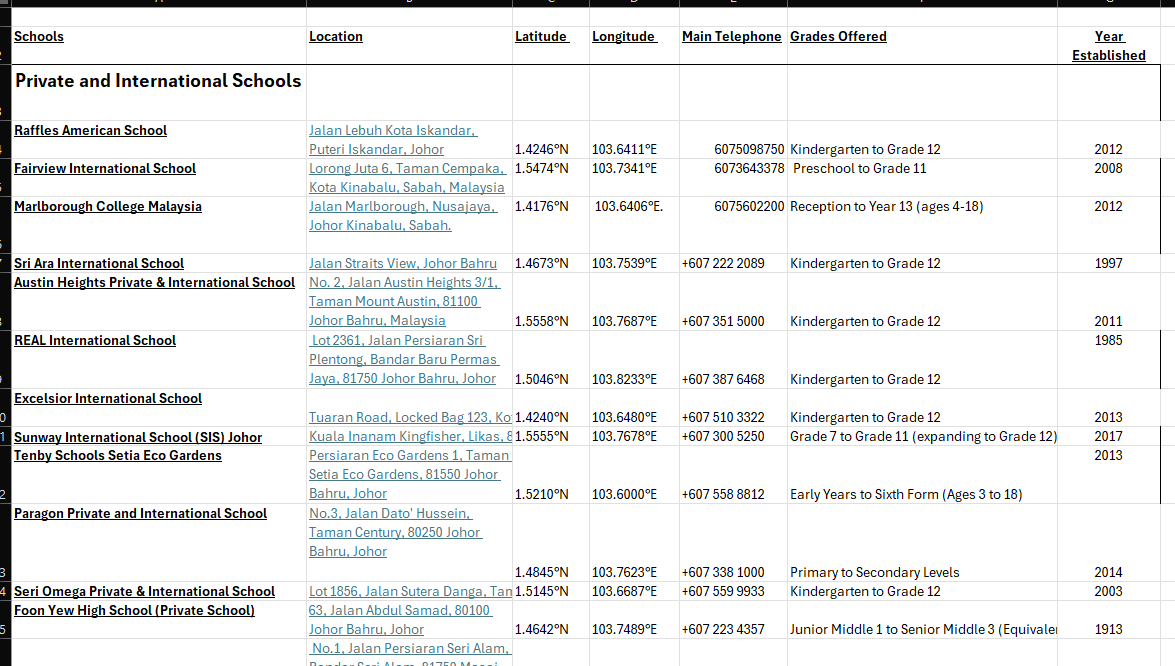 Schools Location Latitude Longitude Main Telephone Grades Offered Year
Established
Private and International Schools
Raffles American School Jalan Lebuh Kota Iskandar,
Puteri Iskandar, Johor 1.4246°N 103.6411°E 6075098750 Kindergarten to Grade 12 2012
Fairview International School Lorong Juta 6, Taman Cempaka, 1.5474°N 103.7341°E 6073643378 Preschool to Grade 11 2008
Kota Kinabalu, Sabah, Malaysia
Marlborough College Malaysia Jalan Marlborough, Nusajaya, 1.4176°N 103.6406°E. 6075602200 Reception to Year 13 (ages 4-18) 2012
Johor Kinabalu, Sabah.
Sri Ara International School Jalan Straits View, Johor Bahru 1.4673°N 103.7539°E +607 222 2089 Kindergarten to Grade 12 1997
Austin Heights Private & International School No. 2, Jalan Austin Heights 3/1,
Taman Mount Austin, 81100
Johor Bahru, Malaysia 1.5558°N 103.7687°E +607 351 5000 Kindergarten to Grade 12 2011
REAL International School Lot 2361, Jalan Persiaran Sri 1985
Plentong, Bandar Baru Permas
Jaya, 81750 Johor Bahru, Johor 1.5046°N 103.8233°E +607 387 6468 Kindergarten to Grade 12
Excelsior International School
Tuaran Road, Locked Bag 123, Ko 1.4240°N 103.6480°E +607 510 3322 Kindergarten to Grade 12 2013
Sunway International School (SIS) Johor Kuala Inanam Kingfisher, Likas, 8 1.5555°N 103.7678°E +607 300 5250 Grade 7 to Grade 11 (expanding to Grade 12) 2017
Tenby Schools Setia Eco Gardens Persiaran Eco Gardens 1, Taman 2013
Setia Eco Gardens, 81550 Johor
Bahru, Johor 1.5210°N 103.6000°E +607 558 8812 Early Years to Sixth Form (Ages 3 to 18)
Paragon Private and International School No.3, Jalan Dato' Hussein,
Taman Century, 80250 Johor
Bahru, Johor
1.4845°N 103.7623°E +607 338 1000 Primary to Secondary Levels 2014
Seri Omega Private & International School Lot 1856, Jalan Sutera Danga, Tam 1.5145°N 103.6687°E +607 559 9933 Kindergarten to Grade 12 2003
Foon Yew High School (Private School) 63, Jalan Abdul Samad, 80100
Johor Bahru, Johor 1.4642°N 103.7489°E +607 223 4357 Junior Middle 1 to Senior Middle 3 (Equivaler 1913
No.1, Jalan Persiaran Seri Alam,